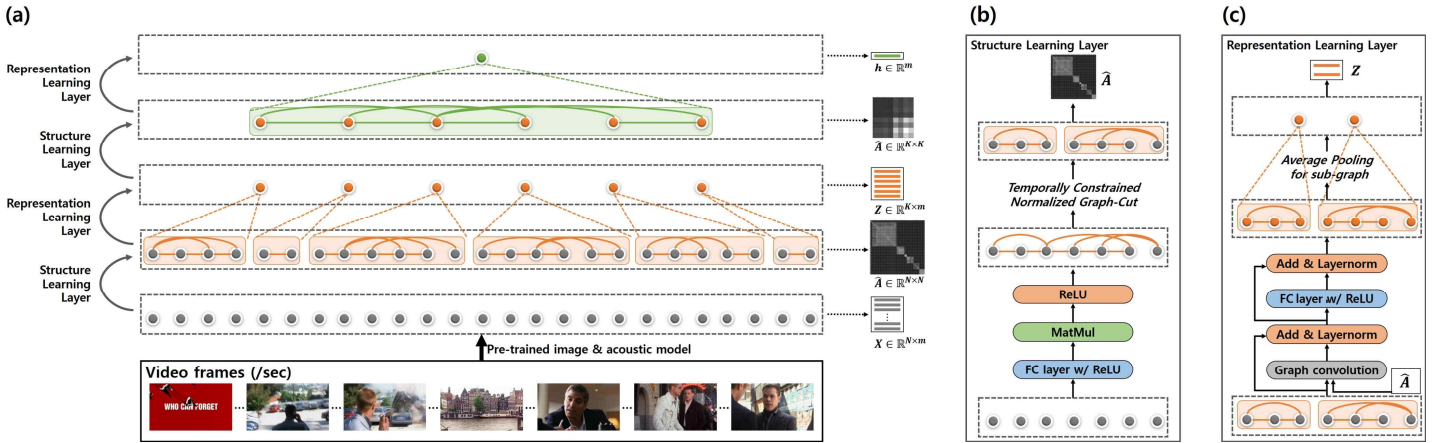 (a)
Representation
Learning
Layer
Structure
Learning
Layer
Representation
Learning
Layer
Structure
Learning
Layer
h ∈ ℝ^m
Â ∈ ℝ^{K×K}
Z ∈ ℝ^{K×m}
Â ∈ ℝ^{N×N}
X ∈ ℝ^{N×m}
Pre-trained image & acoustic model
Video frames (/sec)
WHO CAN FORGET
(b)
Structure Learning Layer
Â
Temporally Constrained
Normalized Graph-Cut
ReLU
MatMul
FC layer w/ ReLU
(c)
Representation Learning Layer
Z
Average Pooling
for sub-graph
Add & Layernorm
FC layer w/ ReLU
Add & Layernorm
Graph convolution
Â